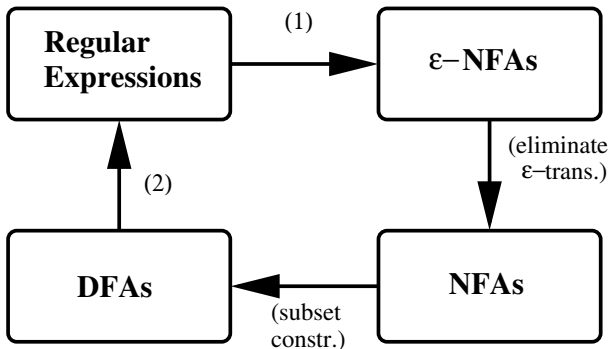 (1)
Regular
Expressions
ε−NFAs
(eliminate
ε−trans.)
(2)
DFAs
NFAs
(subset
constr.)